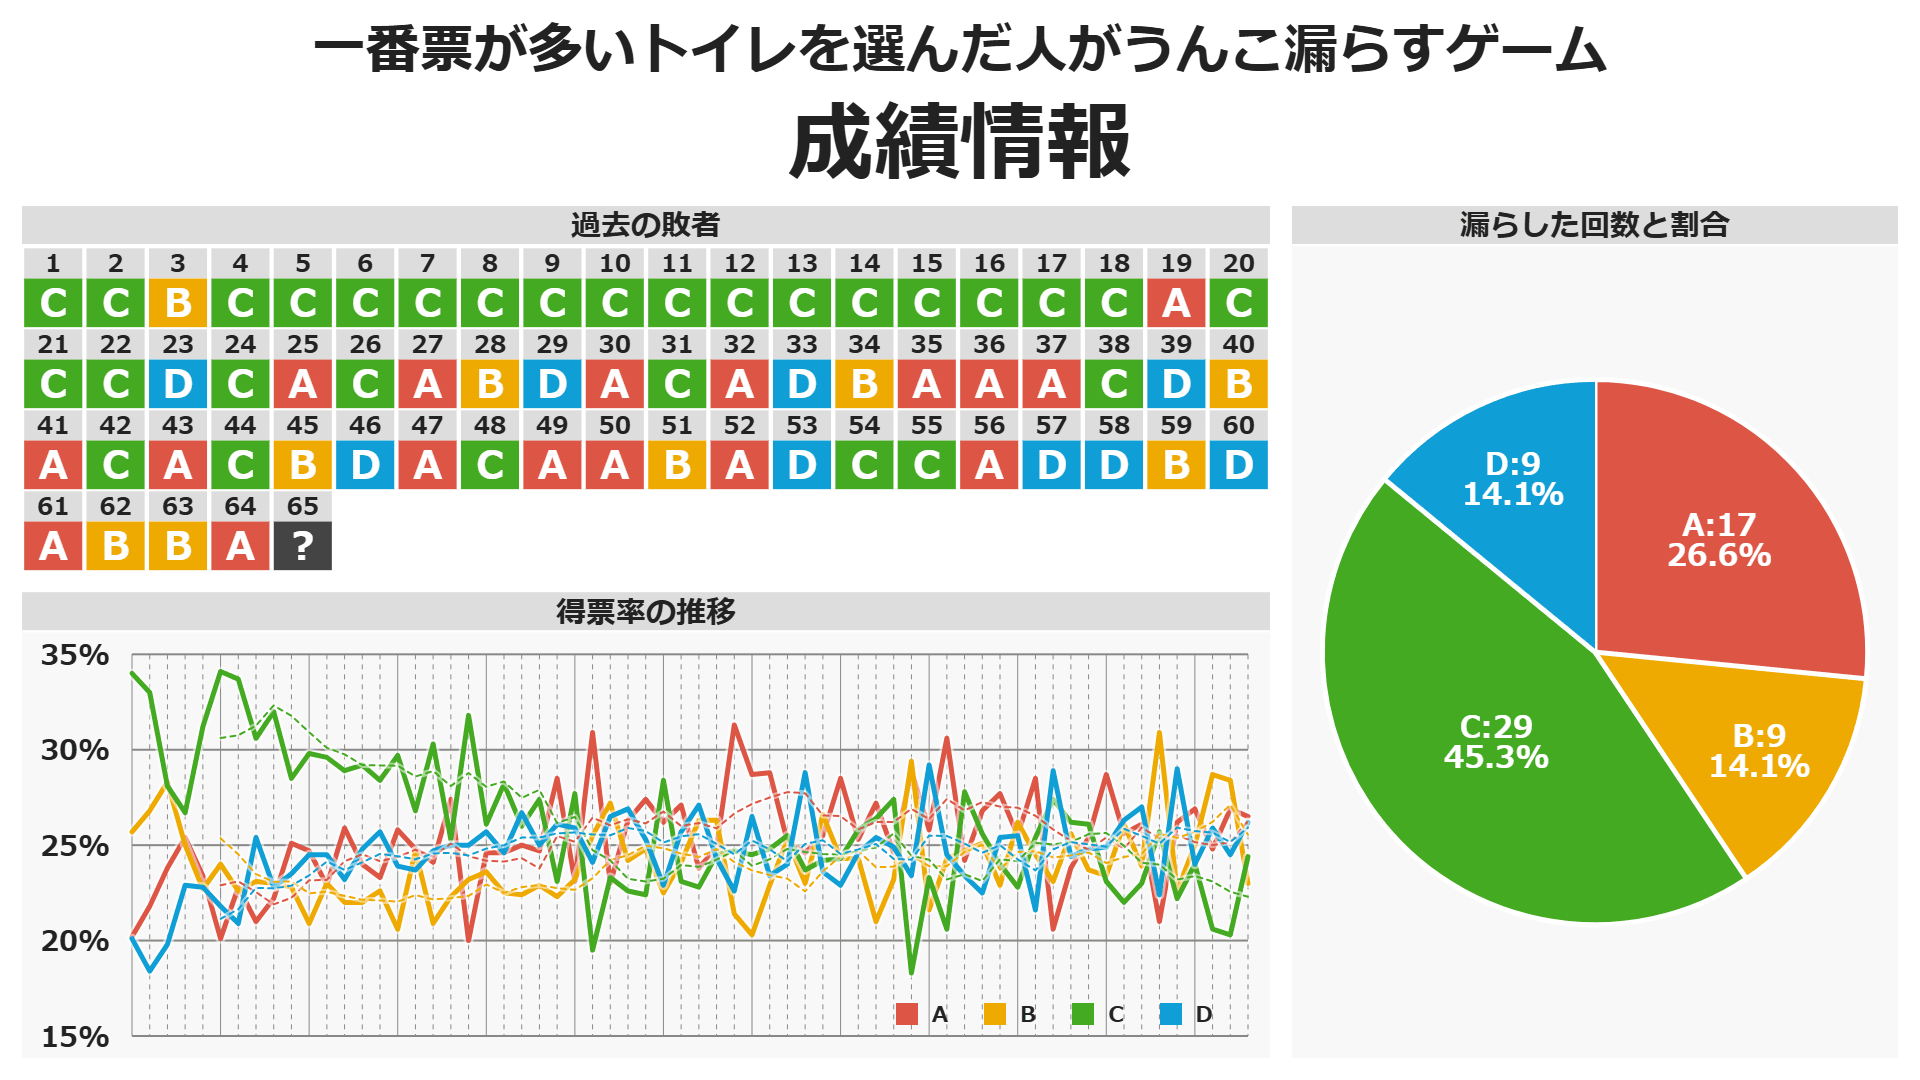 一番票が多いトイレを選んだ人がうんこ漏らすゲーム
成績情報
過去の敗者
1 2 3 4 5 6 7 8 9 10 11 12 13 14 15 16 17 18 19 20
C C B C C C C C C C C C C C C C C C A C
21 22 23 24 25 26 27 28 29 30 31 32 33 34 35 36 37 38 39 40
C C D C A C A B D A C A D B A A A C D B
41 42 43 44 45 46 47 48 49 50 51 52 53 54 55 56 57 58 59 60
A C A C B D A C A A B A D C C A D D B D
61 62 63 64 65
A B B A ?
得票率の推移
35%
30%
25%
20%
15%
A B C D
漏らした回数と割合
D:9
14.1%
A:17
26.6%
C:29
45.3%
B:9
14.1%